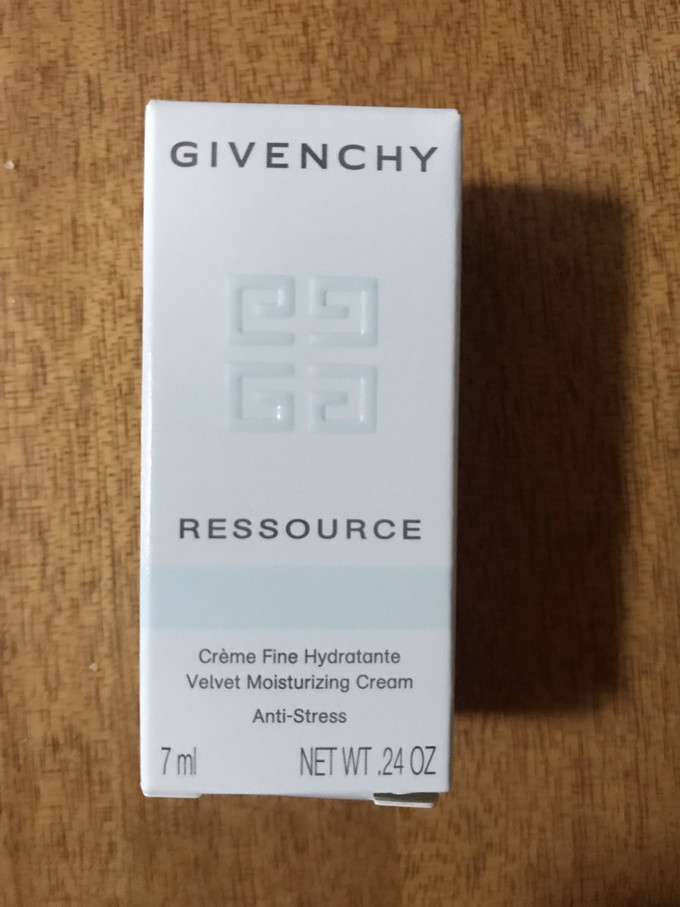 GIVENCHY
RESSOURCE
Crème Fine Hydratante
Velvet Moisturizing Cream
Anti-Stress
7 ml NET WT .24 OZ